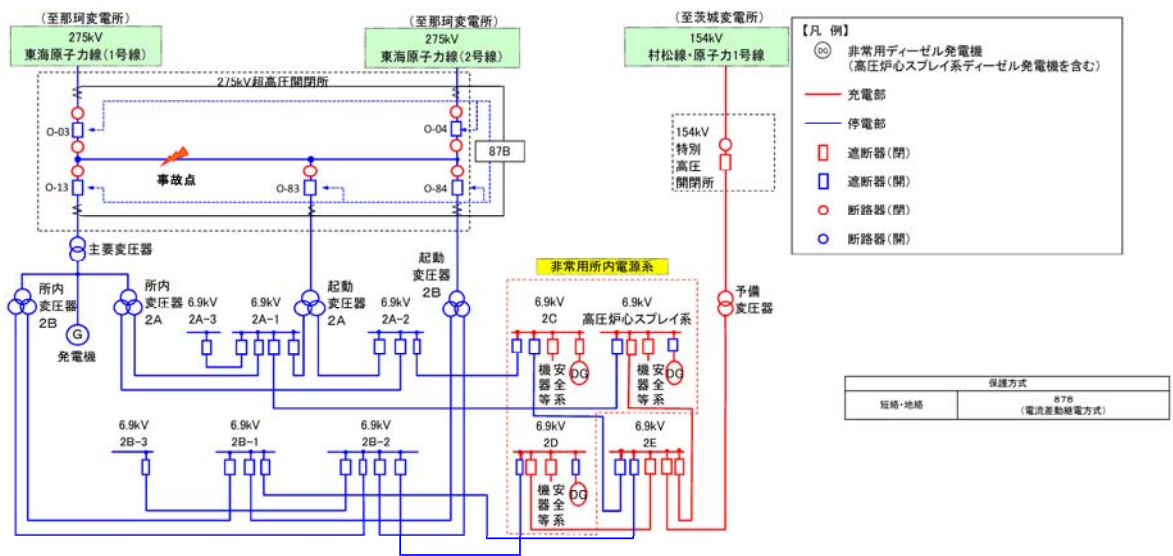 (至那珂変電所)
275kV
東海原子力線(1号線)
(至那珂変電所)
275kV
東海原子力線(2号線)
(至茨城変電所)
154kV
村松線・原子力1号線
【凡 例】
DG 非常用ディーゼル発電機
(高圧炉心スプレイ系ディーゼル発電機を含む)
充電部
停電部
遮断器(閉)
遮断器(開)
断路器(閉)
断路器(開)
275kV超高圧開閉所
O-03
O-04
87B
事故点
O-13
O-83
O-84
154kV
特別
高圧
開閉所
主要変圧器
所内
変圧器
2B
G
発電機
所内
変圧器
2A
6.9kV
2A-3
6.9kV
2A-1
起動
変圧器
2A
6.9kV
2A-2
起動
変圧器
2B
非常用所内電源系
6.9kV
2C
6.9kV
高圧炉心スプレイ系
予備
変圧器
安全系
機器等
DG
安全系
機器等
DG
6.9kV
2B-3
6.9kV
2B-1
6.9kV
2B-2
6.9kV
2D
6.9kV
2E
安全系
機器等
DG
保護方式
短絡・地絡
87B
(電流差動継電方式)